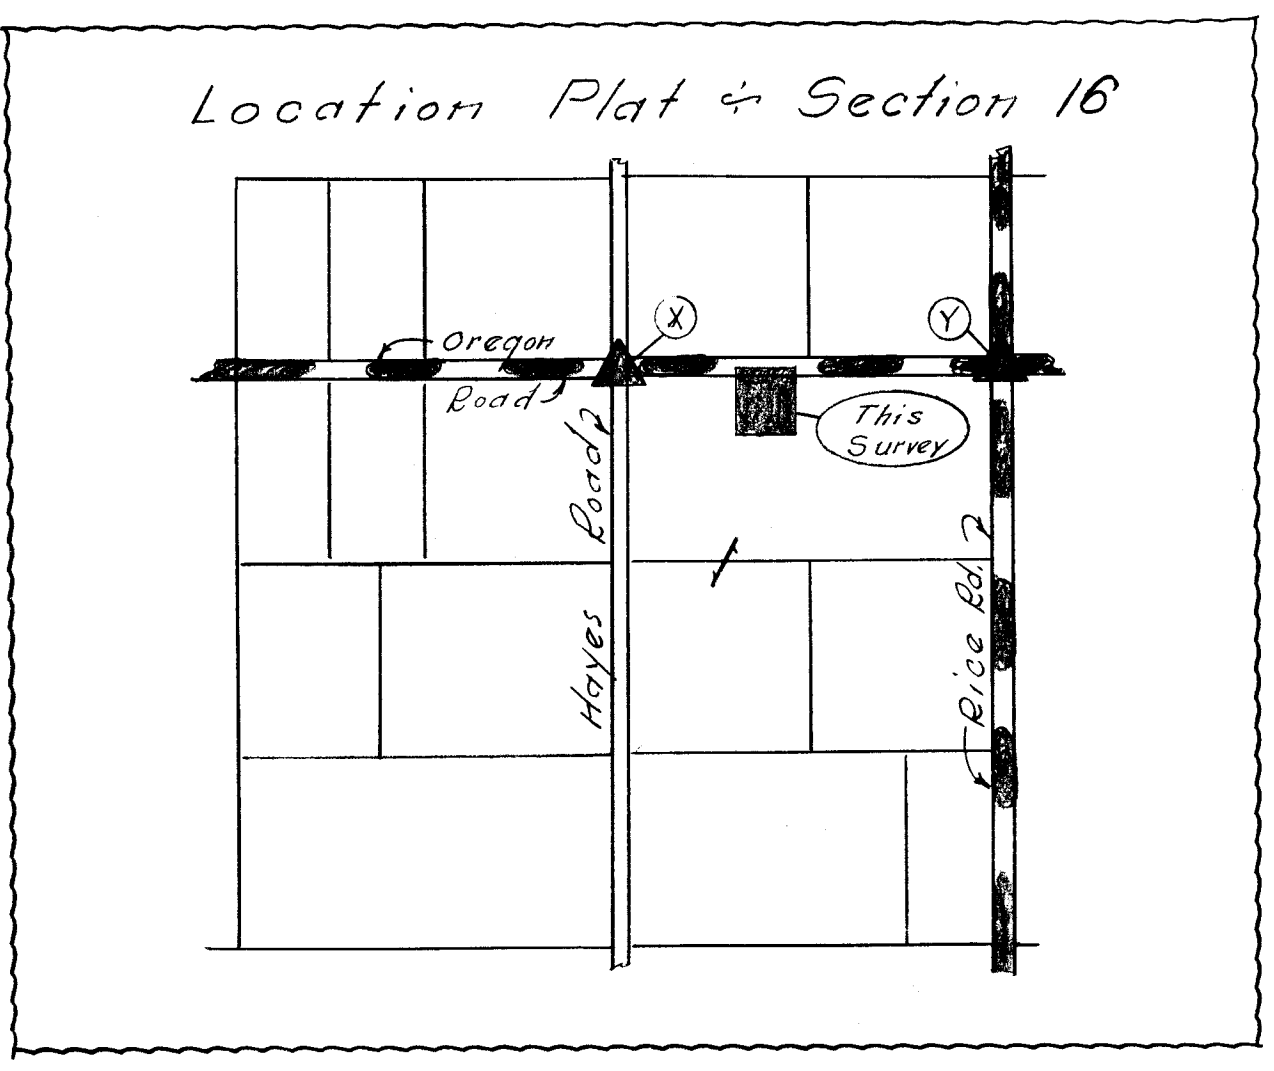 Location Plat ÷ Section 16
X
Y
Oregon
Road
This
Survey
Hayes Road
Rice Rd.